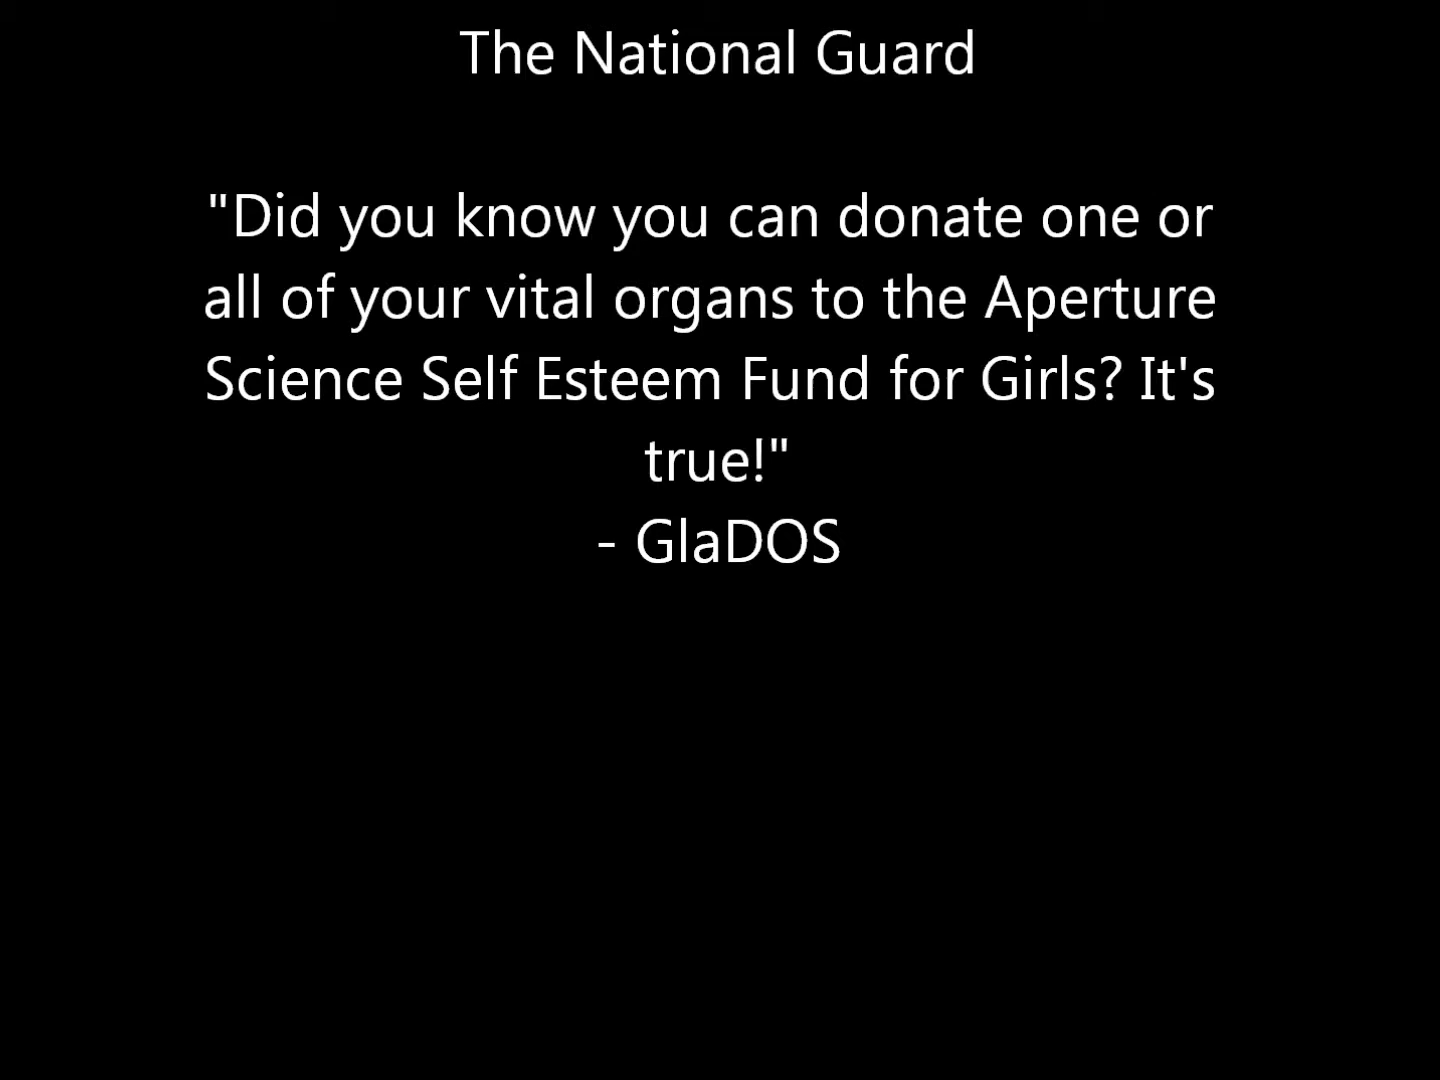 The National Guard
"Did you know you can donate one or
all of your vital organs to the Aperture
Science Self Esteem Fund for Girls? It's
true!"
- GlaDOS